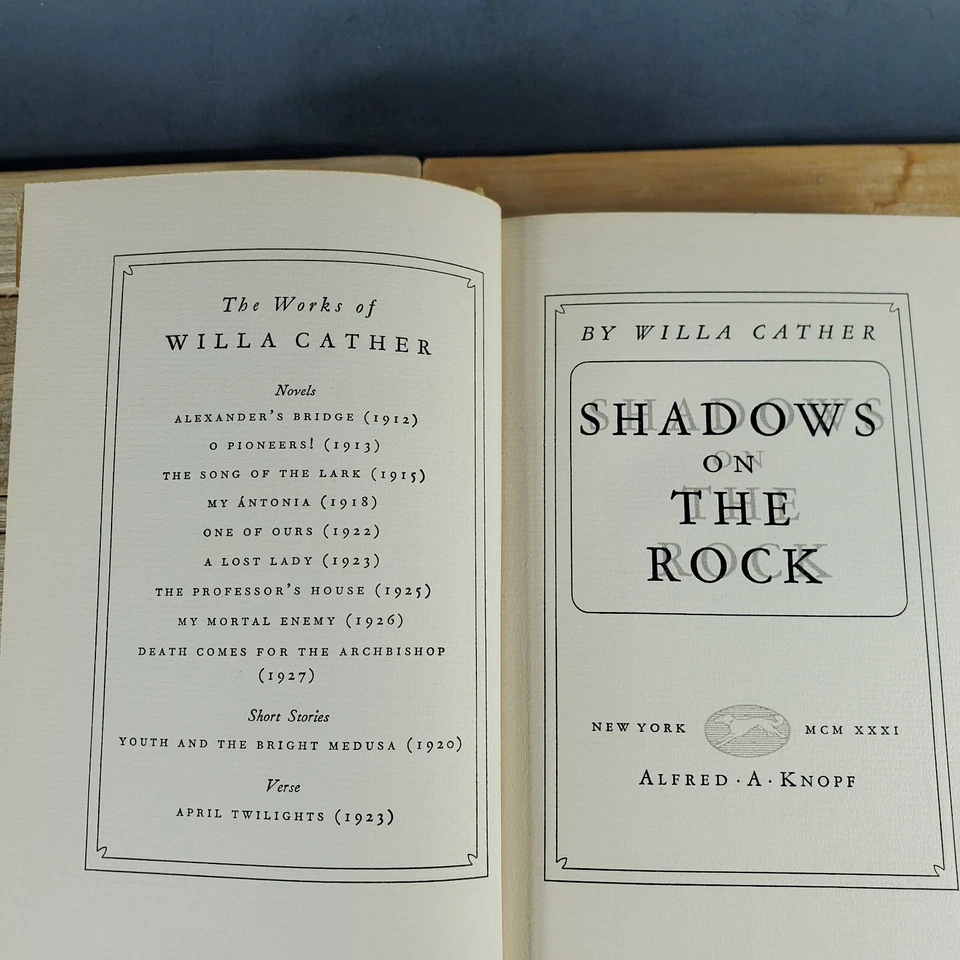 The Works of
WILLA CATHER
Novels
ALEXANDER'S BRIDGE (1912)
O PIONEERS! (1913)
THE SONG OF THE LARK (1915)
MY ÁNTONIA (1918)
ONE OF OURS (1922)
A LOST LADY (1923)
THE PROFESSOR'S HOUSE (1925)
MY MORTAL ENEMY (1926)
DEATH COMES FOR THE ARCHBISHOP
(1927)
Short Stories
YOUTH AND THE BRIGHT MEDUSA (1920)
Verse
APRIL TWILIGHTS (1923)
BY WILLA CATHER
SHADOWS
ON
THE
ROCK
NEW YORK MCM XXXI
ALFRED · A · KNOPF